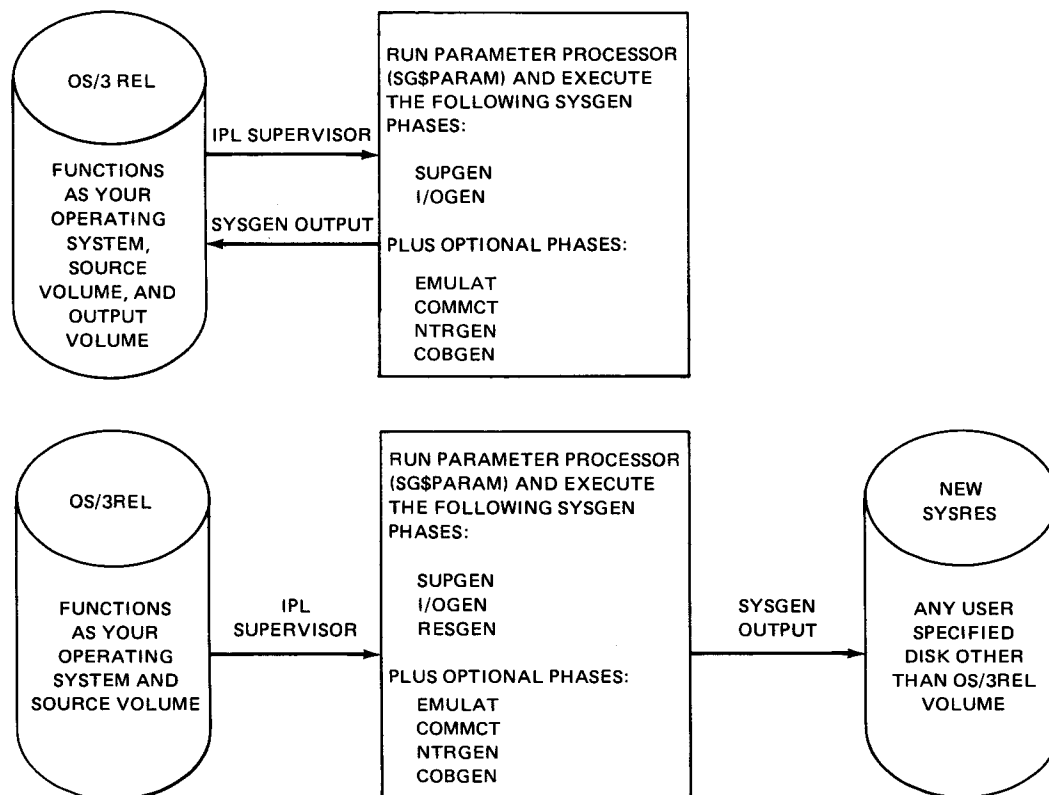 OS/3 REL
FUNCTIONS
AS YOUR
OPERATING
SYSTEM,
SOURCE
VOLUME, AND
OUTPUT
VOLUME
IPL SUPERVISOR
SYSGEN OUTPUT
RUN PARAMETER PROCESSOR
(SG$PARAM) AND EXECUTE
THE FOLLOWING SYSGEN
PHASES:
SUPGEN
I/OGEN
PLUS OPTIONAL PHASES:
EMULAT
COMMCT
NTRGEN
COBGEN
OS/3REL
FUNCTIONS
AS YOUR
OPERATING
SYSTEM AND
SOURCE VOLUME
IPL
SUPERVISOR
RUN PARAMETER PROCESSOR
(SG$PARAM) AND EXECUTE
THE FOLLOWING SYSGEN
PHASES:
SUPGEN
I/OGEN
RESGEN
PLUS OPTIONAL PHASES:
EMULAT
COMMCT
NTRGEN
COBGEN
SYSGEN
OUTPUT
NEW
SYSRES
ANY USER
SPECIFIED
DISK OTHER
THAN OS/3REL
VOLUME